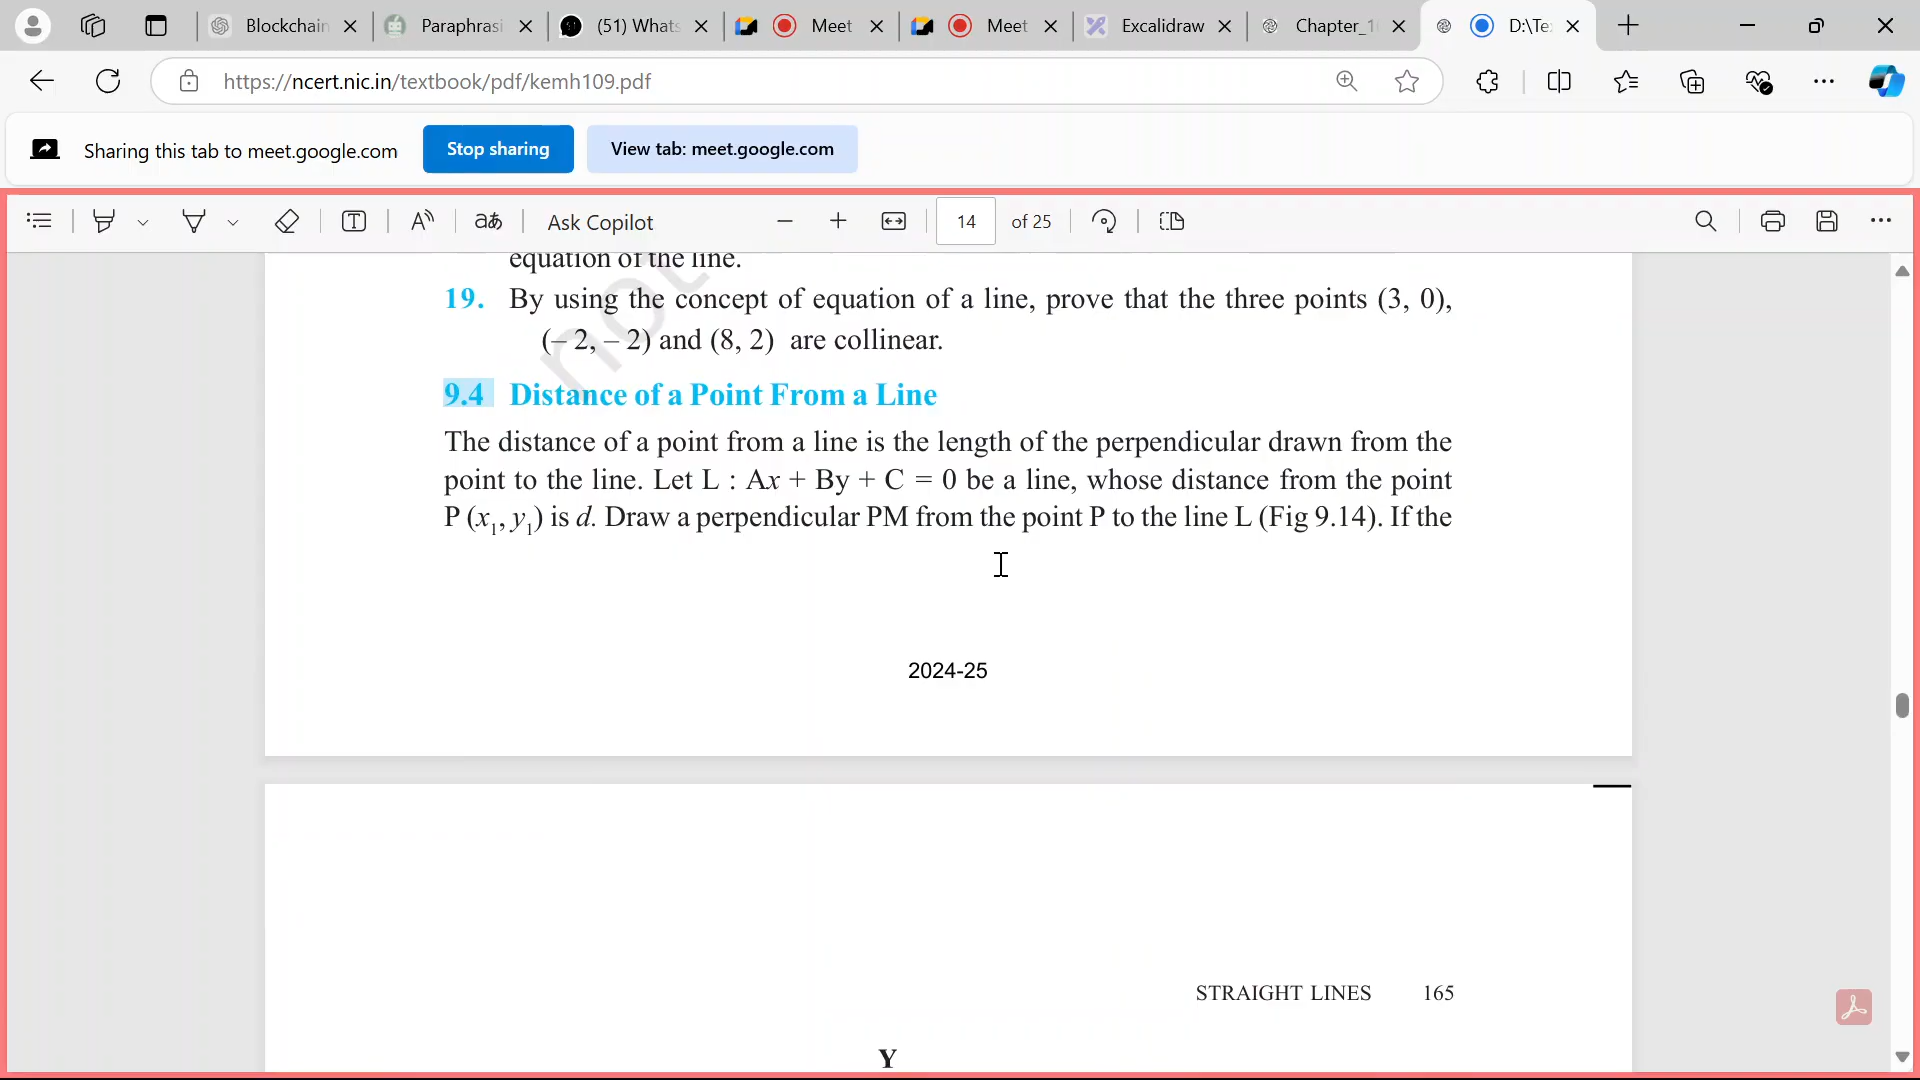 Blockchain
Paraphrasi
(51) Whats
Meet
Meet
Excalidraw
Chapter_1
D:\Te
https://ncert.nic.in/textbook/pdf/kemh109.pdf
Sharing this tab to meet.google.com
Stop sharing
View tab: meet.google.com
aあ
Ask Copilot
14 of 25
equation of the line.
19. By using the concept of equation of a line, prove that the three points (3, 0),
(– 2, – 2) and (8, 2) are collinear.
not
9.4 Distance of a Point From a Line
The distance of a point from a line is the length of the perpendicular drawn from the
point to the line. Let L : Ax + By + C = 0 be a line, whose distance from the point
P (x₁, y₁) is d. Draw a perpendicular PM from the point P to the line L (Fig 9.14). If the
2024-25
STRAIGHT LINES 165
Y